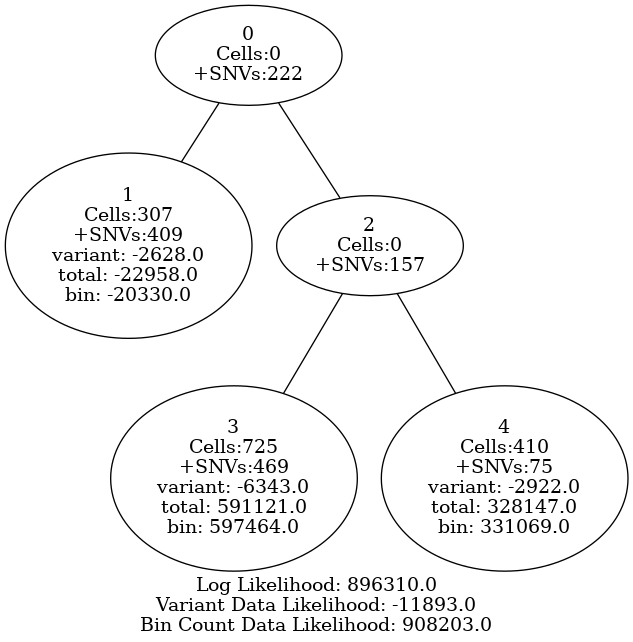 0
Cells:0
+SNVs:222
1
Cells:307
+SNVs:409
variant: -2628.0
total: -22958.0
bin: -20330.0
2
Cells:0
+SNVs:157
3
Cells:725
+SNVs:469
variant: -6343.0
total: 591121.0
bin: 597464.0
4
Cells:410
+SNVs:75
variant: -2922.0
total: 328147.0
bin: 331069.0
Log Likelihood: 896310.0
Variant Data Likelihood: -11893.0
Bin Count Data Likelihood: 908203.0